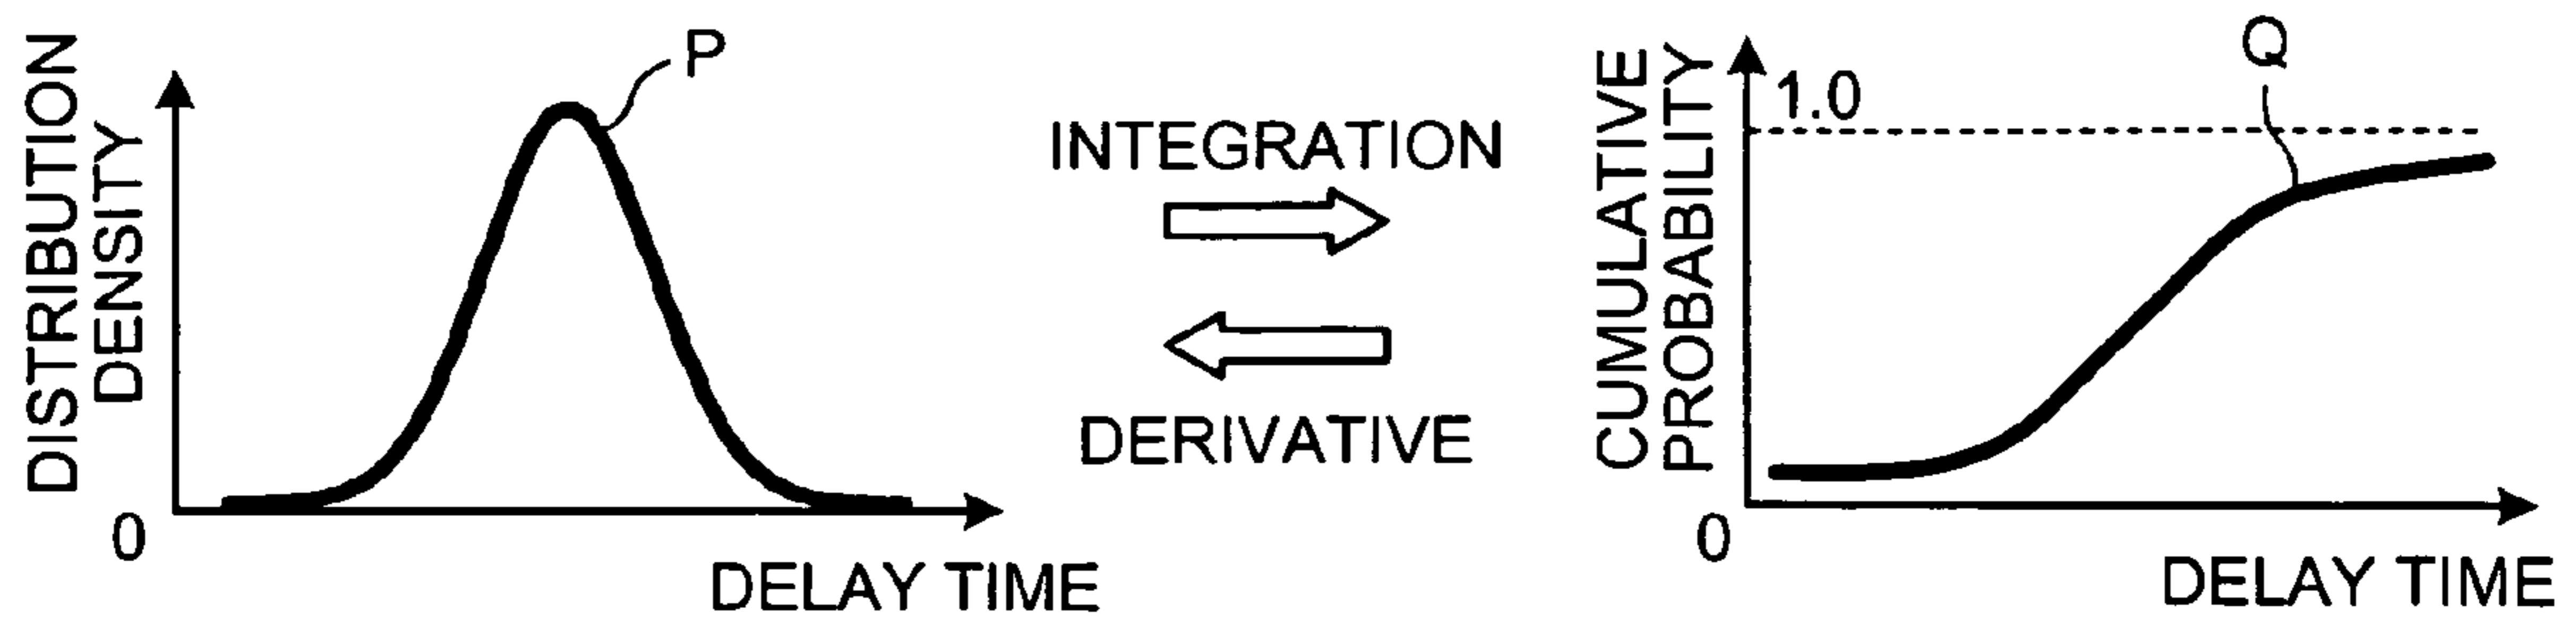 DISTRIBUTION
DENSITY
P
0
DELAY TIME
INTEGRATION
DERIVATIVE
CUMULATIVE
PROBABILITY
1.0
Q
0
DELAY TIME